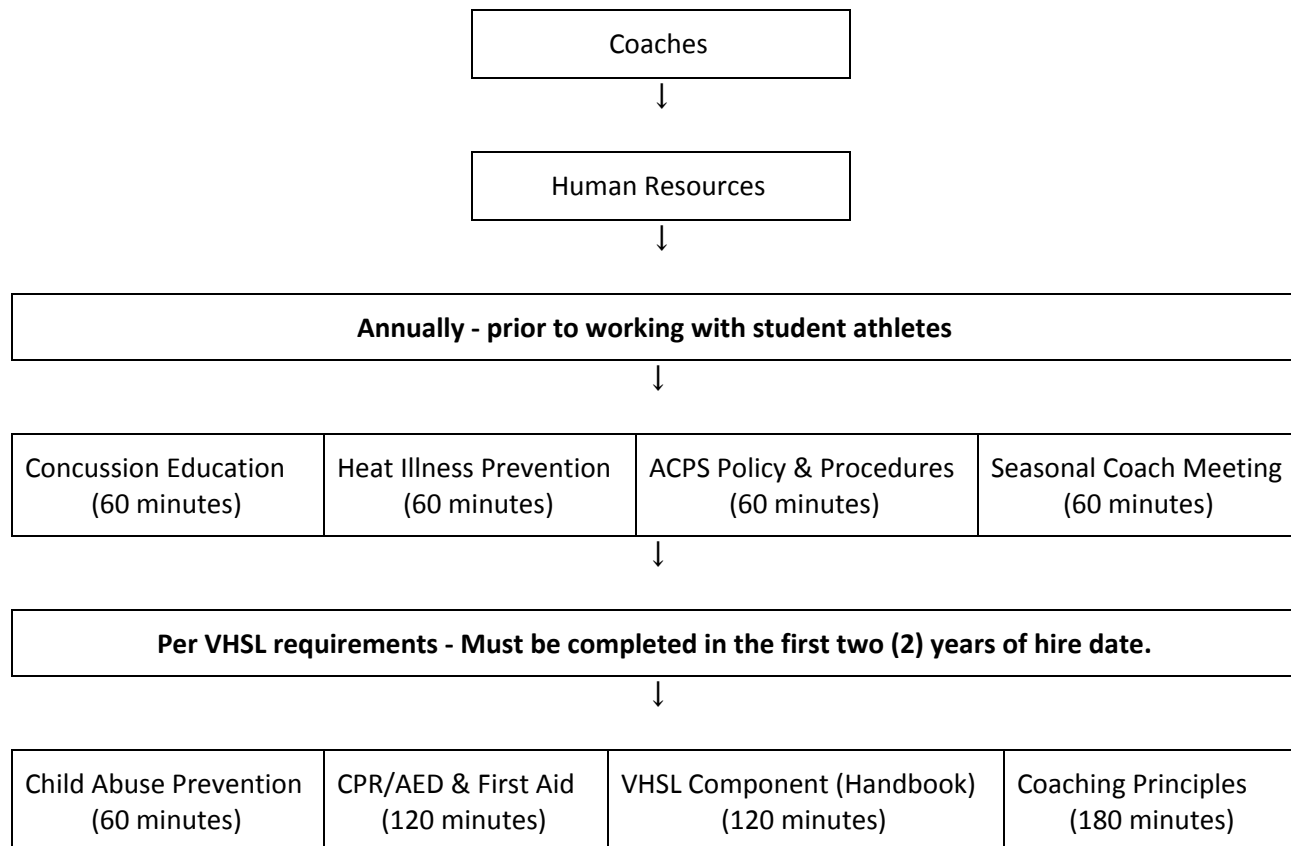 Coaches
↓
Human Resources
↓
Annually - prior to working with student athletes
↓
Concussion Education
(60 minutes)
Heat Illness Prevention
(60 minutes)
ACPS Policy & Procedures
(60 minutes)
Seasonal Coach Meeting
(60 minutes)
↓
Per VHSL requirements - Must be completed in the first two (2) years of hire date.
↓
Child Abuse Prevention
(60 minutes)
CPR/AED & First Aid
(120 minutes)
VHSL Component (Handbook)
(120 minutes)
Coaching Principles
(180 minutes)